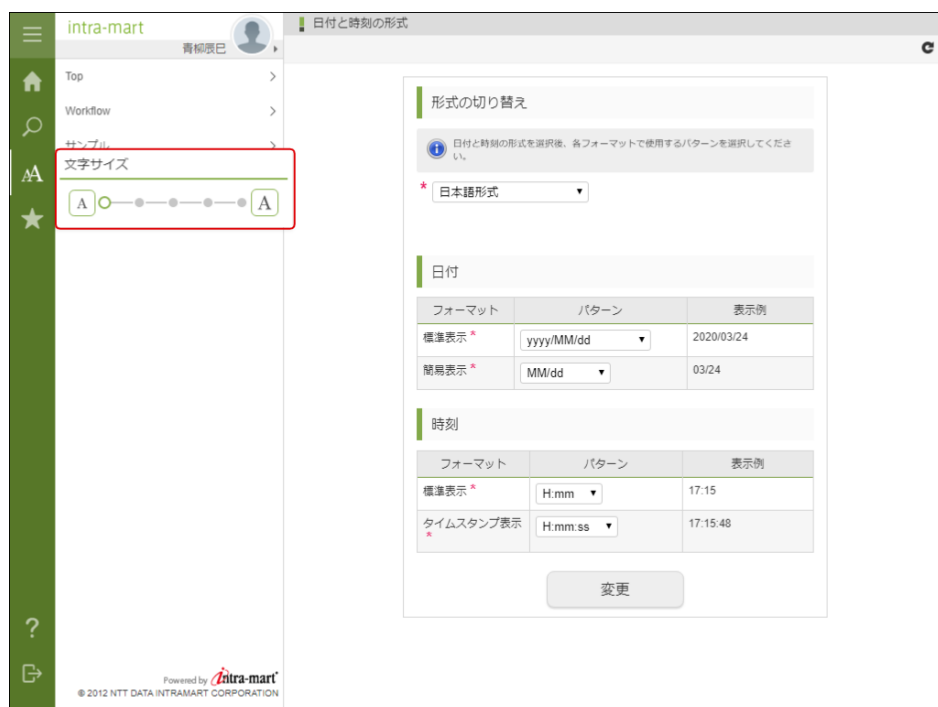 intra-mart
青柳辰巳
Top
Workflow
サンプル
文字サイズ
A A
AA
?
Powered by intra-mart
© 2012 NTT DATA INTRAMART CORPORATION
日付と時刻の形式
形式の切り替え
日付と時刻の形式を選択後、各フォーマットで使用するパターンを選択してくださ
い。
* 日本語形式
日付
フォーマット パターン 表示例
標準表示 * yyyy/MM/dd 2020/03/24
簡易表示 * MM/dd 03/24
時刻
フォーマット パターン 表示例
標準表示 * H:mm 17:15
タイムスタンプ表示 H:mm:ss 17:15:48
*
変更